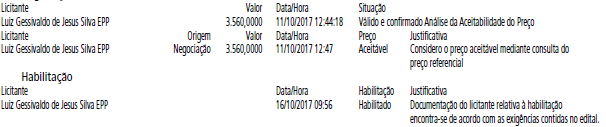 Licitante Valor Data/Hora Situação
Luiz Gessivaldo de Jesus Silva EPP 3.560,0000 11/10/2017 12:44:18 Válido e confirmado Análise da Aceitabilidade do Preço
Licitante Origem Valor Data/Hora Preço Justificativa
Luiz Gessivaldo de Jesus Silva EPP Negociação 3.560,0000 11/10/2017 12:47 Aceitável Considero o preço aceitável mediante consulta do
preço referencial
Habilitação
Licitante Data/Hora Habilitação Justificativa
Luiz Gessivaldo de Jesus Silva EPP 16/10/2017 09:56 Habilitado Documentação do licitante relativa à habilitação
encontra-se de acordo com as exigências contidas no edital.